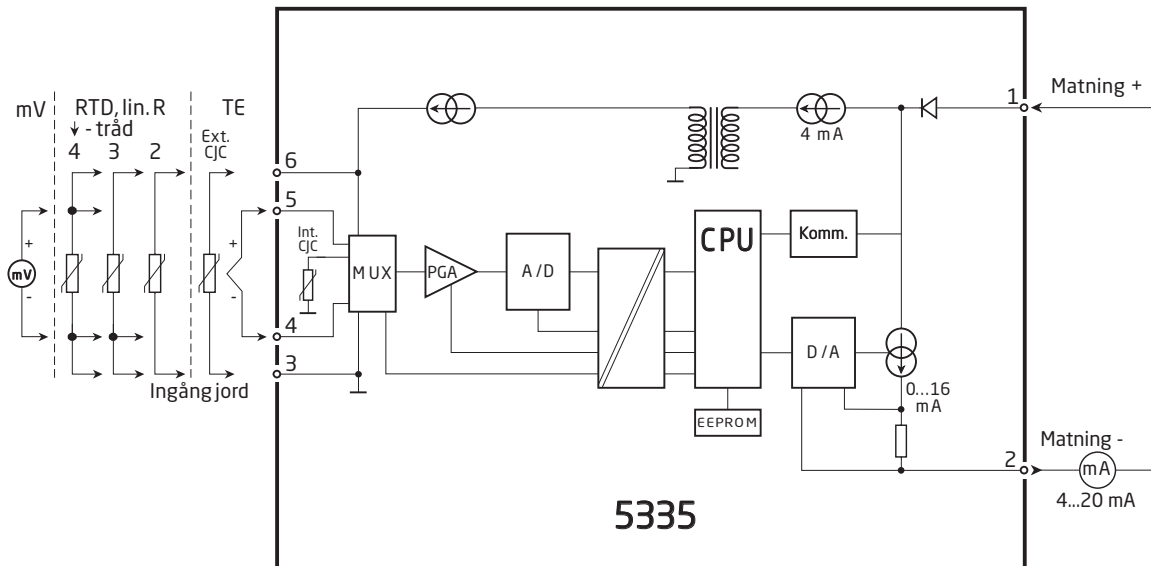 mV
RTD, lin. R
- tråd
4 3 2
TE
Ext.
CJC
+
-
mV
+
-
Ingång jord
6
5
4
3
Int.
CJC
MUX
PGA
A/D
CPU
EEPROM
Komm.
D/A
4 mA
0...16
mA
1
Matning +
2
Matning -
mA
4...20 mA
5335